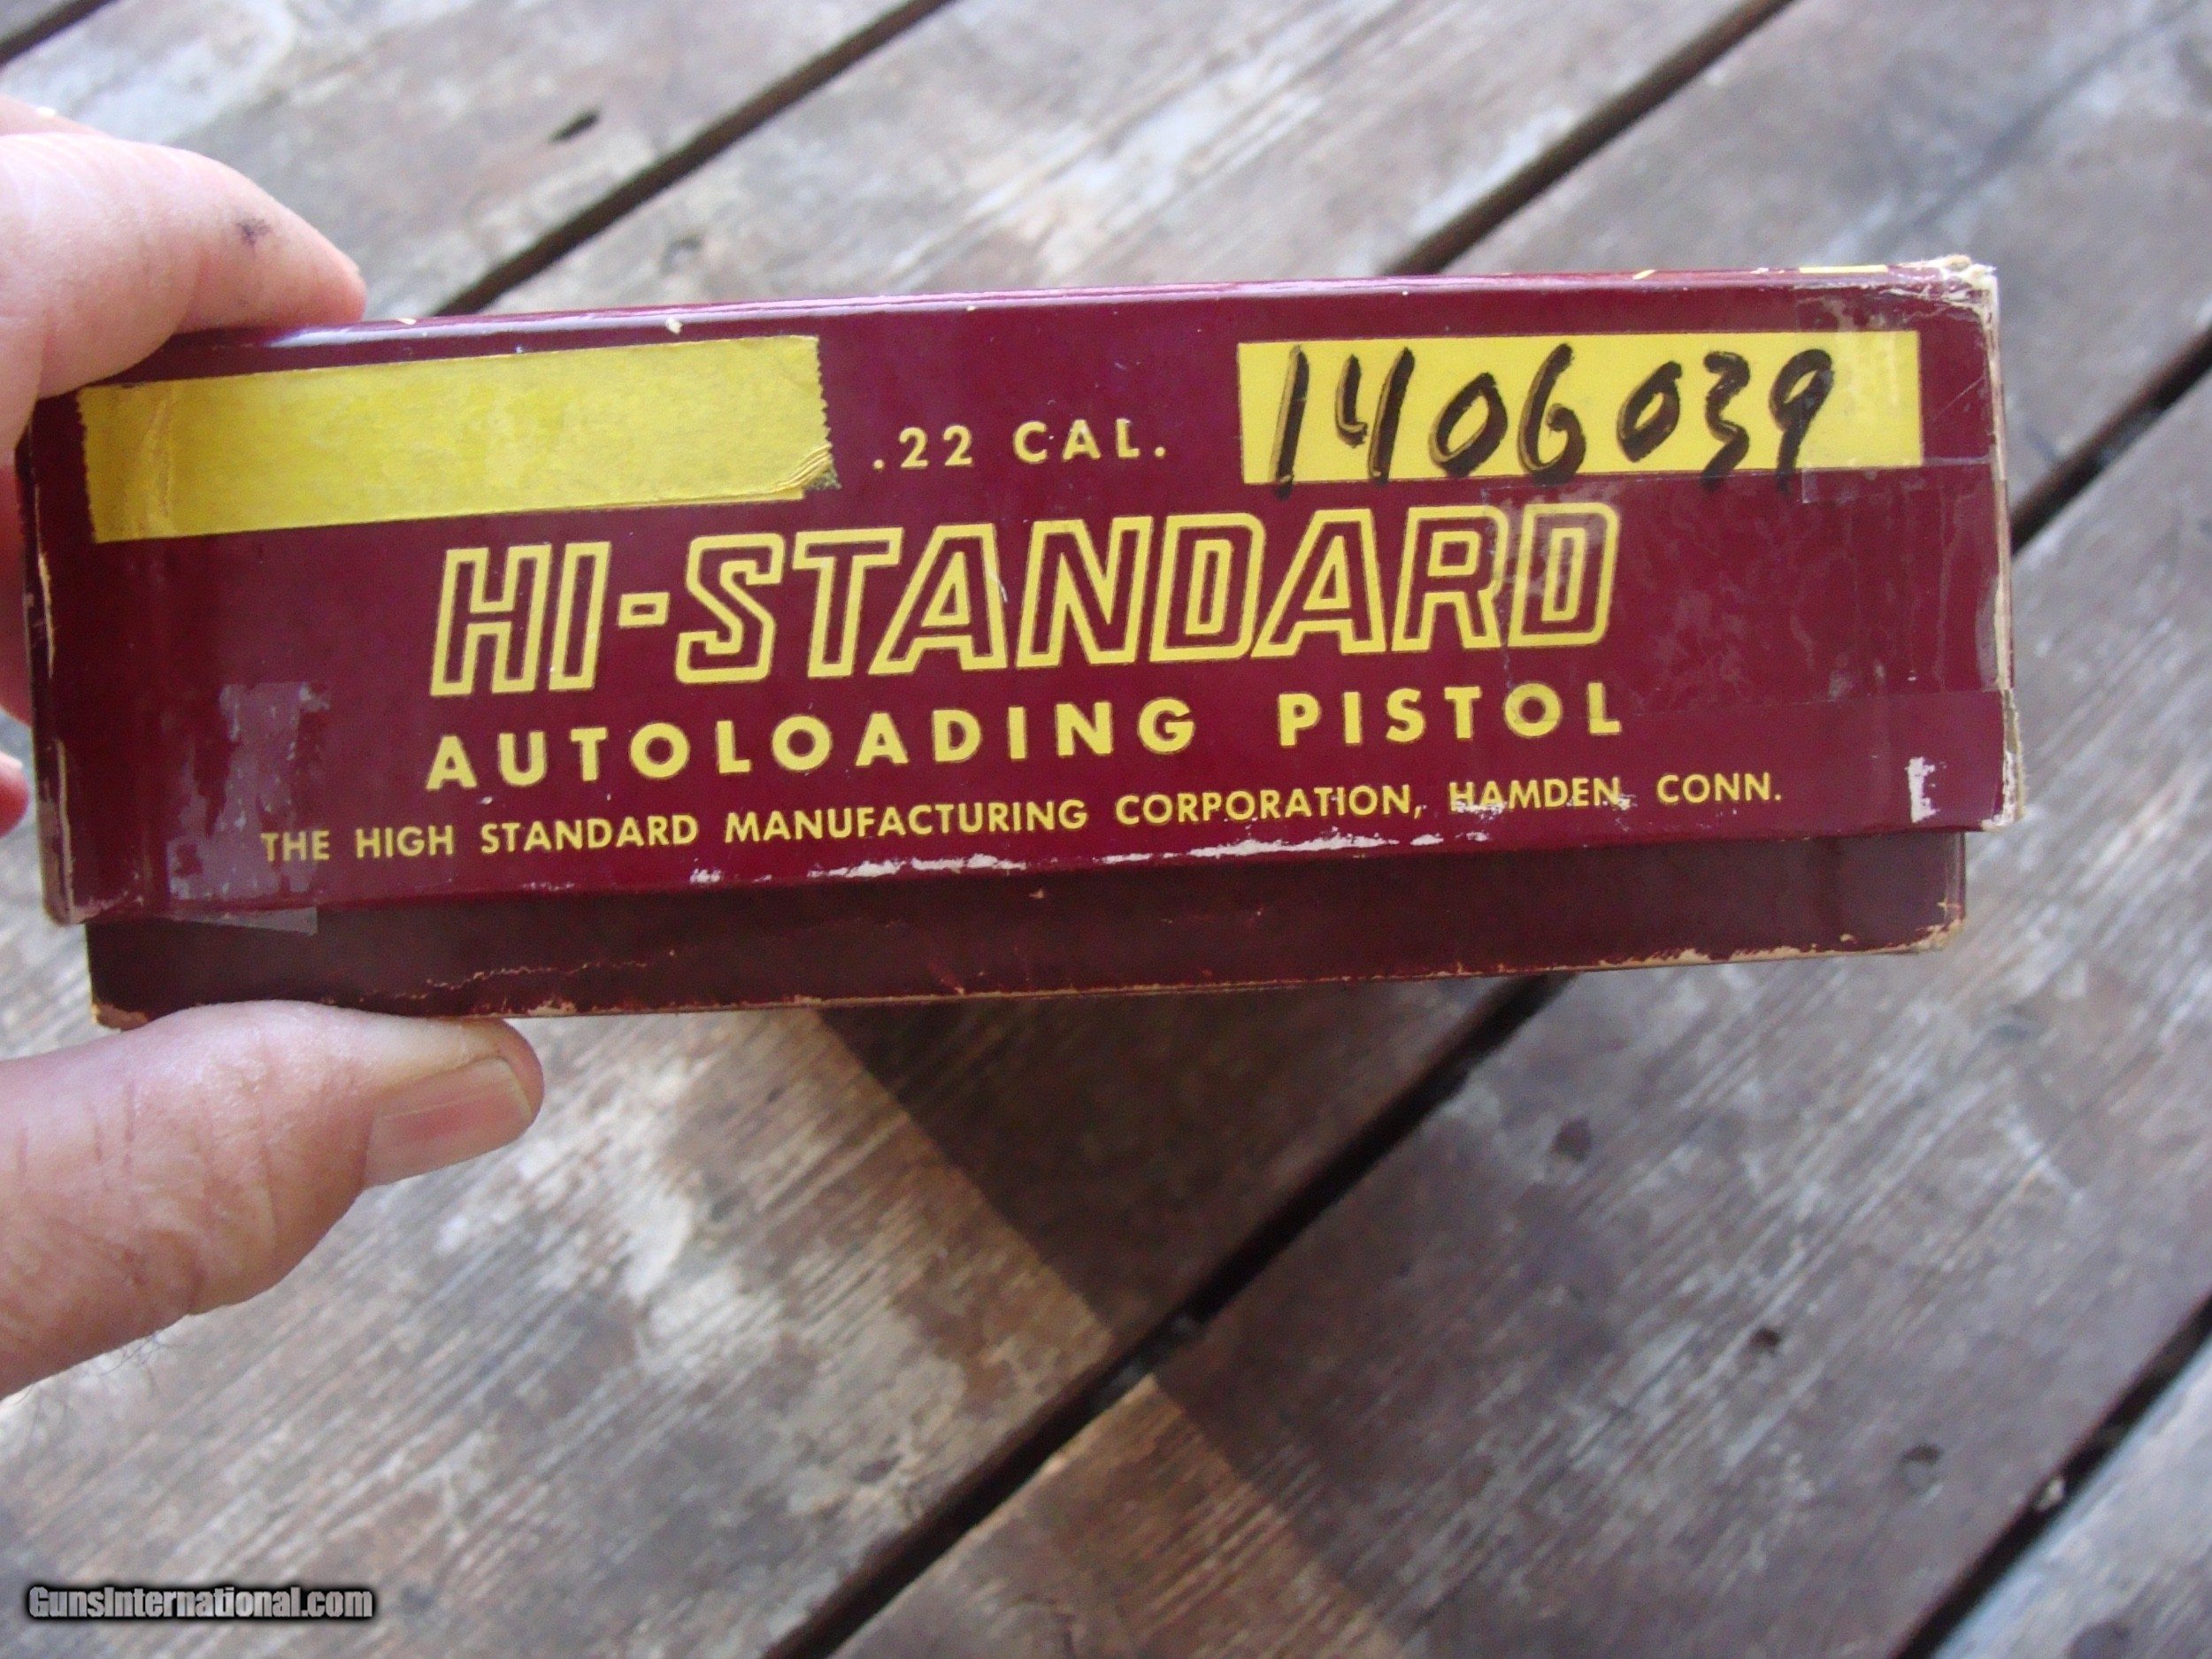 .22 CAL. 1406039
HI-STANDARD
AUTOLOADING PISTOL
THE HIGH STANDARD MANUFACTURING CORPORATION, HAMDEN, CONN.
GunsInternational.com